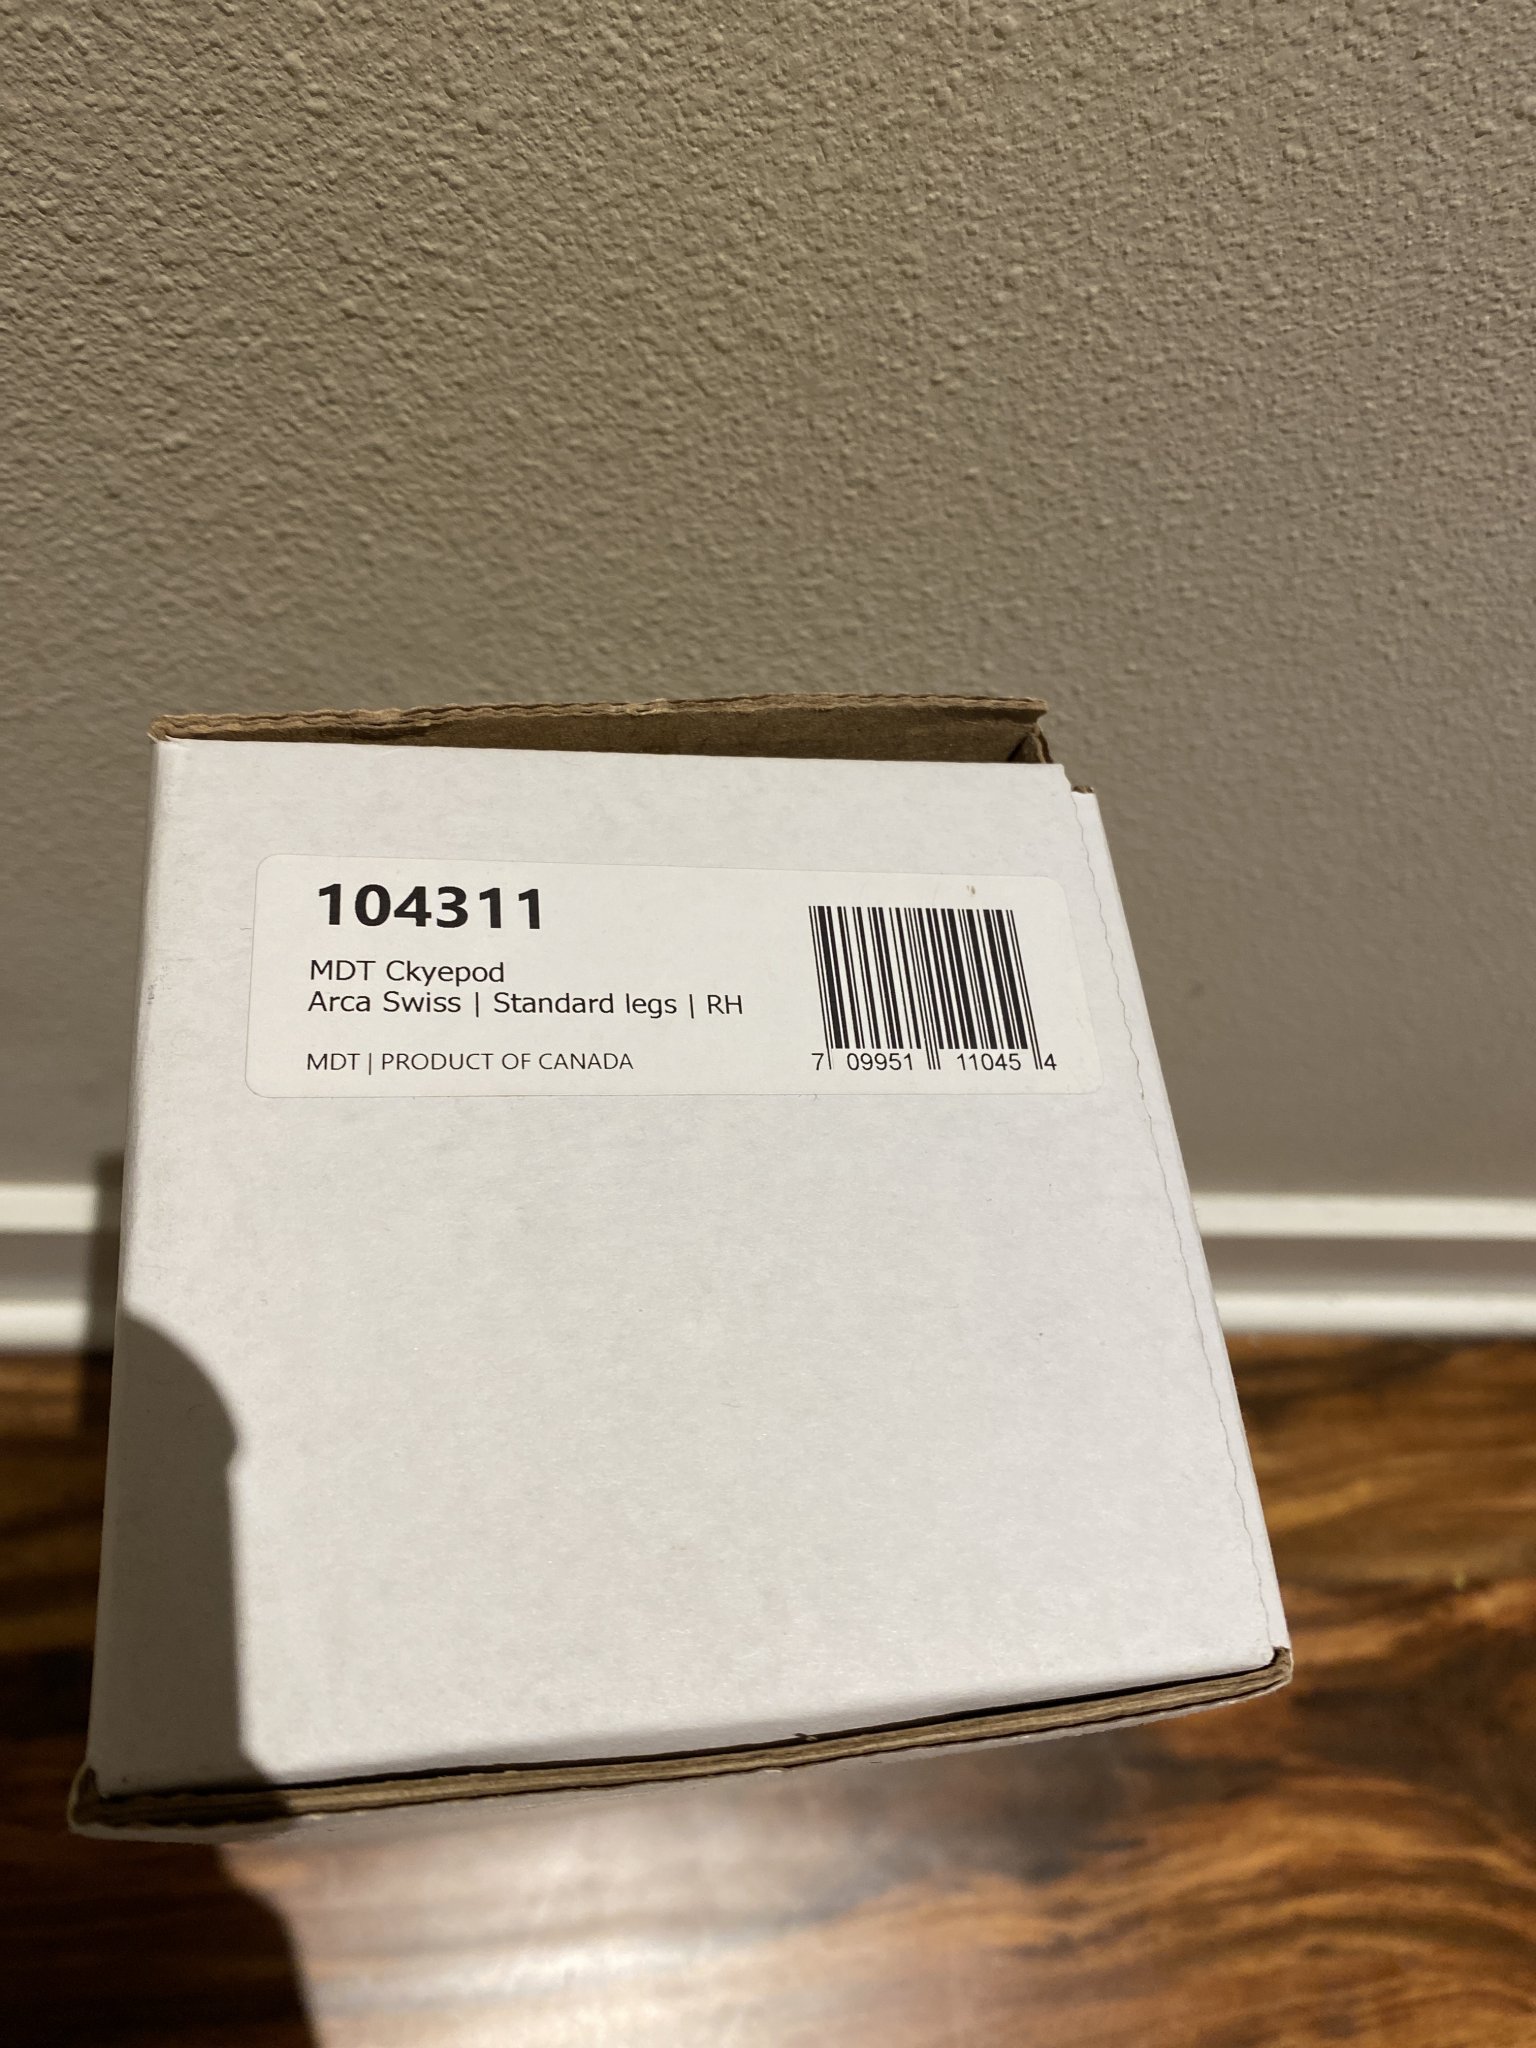 104311
MDT Ckyepod
Arca Swiss | Standard legs | RH
MDT | PRODUCT OF CANADA
7 09951 11045 4